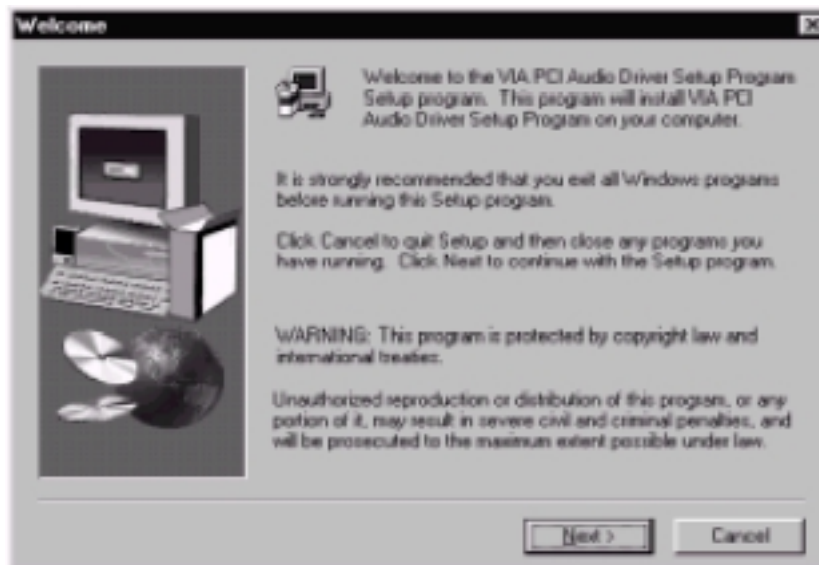 Welcome
Welcome to the VIA PCI Audio Driver Setup Program
Setup program. This program will install VIA PCI
Audio Driver Setup Program on your computer.
It is strongly recommended that you exit all Windows programs
before running this Setup program.
Click Cancel to quit Setup and then close any programs you
have running. Click Next to continue with the Setup program.
WARNING: This program is protected by copyright law and
international treaties.
Unauthorized reproduction or distribution of this program, or any
portion of it, may result in severe civil and criminal penalties, and
will be prosecuted to the maximum extent possible under law.
Next >
Cancel